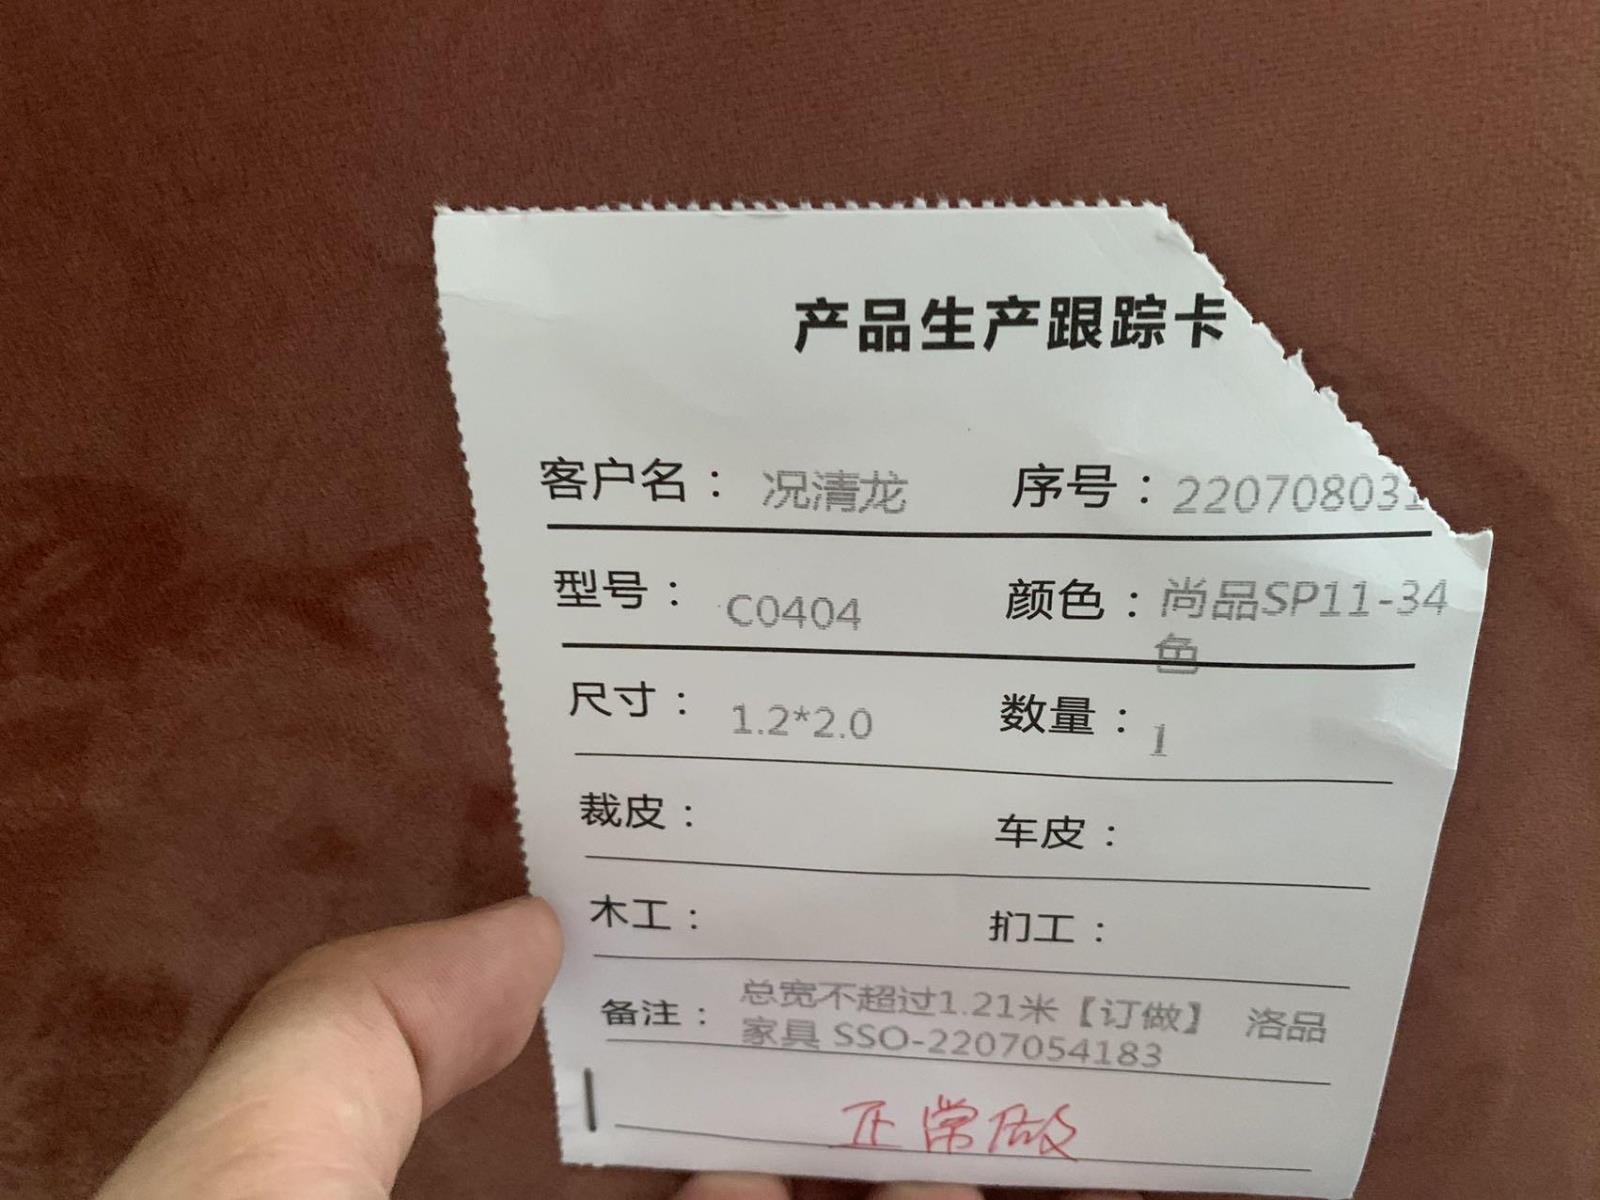 产品生产跟踪卡
客户名： 况清龙 序号：220708031
型号： C0404 颜色：尚品SP11-34
色
尺寸： 1.2*2.0 数量： 1
裁皮： 车皮：
木工： 扪工：
备注： 总宽不超过1.21米【订做】 洛品
家具 SSO-2207054183
正常做